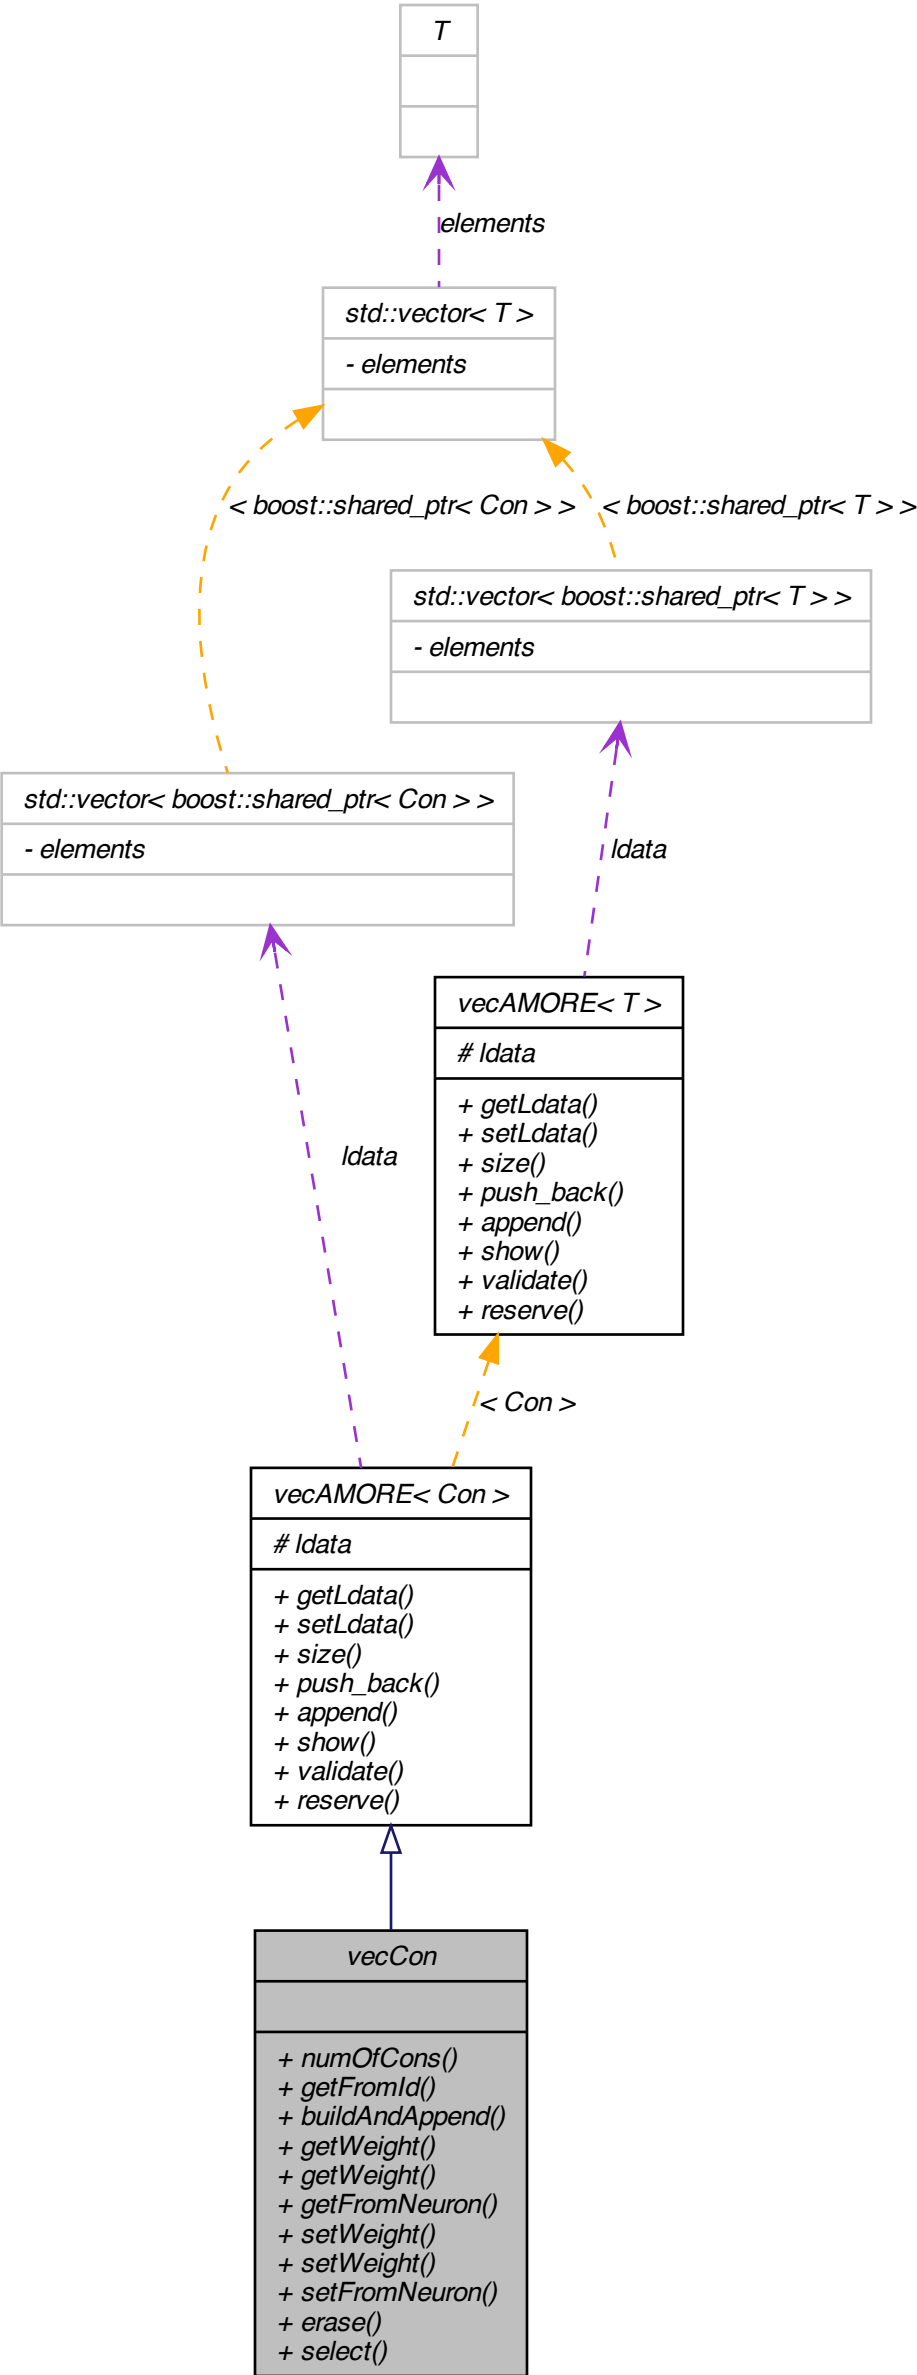 T
elements
std::vector< T >
- elements
< boost::shared_ptr< Con > >
< boost::shared_ptr< T > >
std::vector< boost::shared_ptr< T > >
- elements
std::vector< boost::shared_ptr< Con > >
- elements
ldata
vecAMORE< T >
# ldata
+ getLdata()
+ setLdata()
+ size()
+ push_back()
+ append()
+ show()
+ validate()
+ reserve()
ldata
< Con >
vecAMORE< Con >
# ldata
+ getLdata()
+ setLdata()
+ size()
+ push_back()
+ append()
+ show()
+ validate()
+ reserve()
vecCon
+ numOfCons()
+ getFromId()
+ buildAndAppend()
+ getWeight()
+ getWeight()
+ getFromNeuron()
+ setWeight()
+ setWeight()
+ setFromNeuron()
+ erase()
+ select()